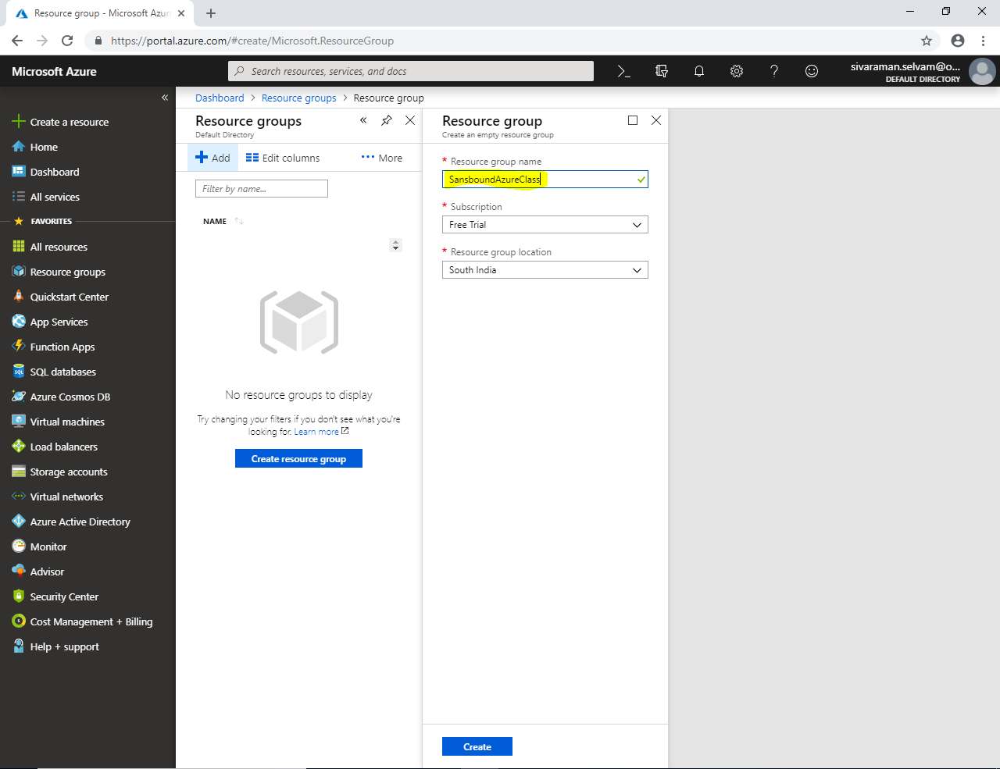 Resource group - Microsoft Azur
https://portal.azure.com/#create/Microsoft.ResourceGroup
Microsoft Azure
Search resources, services, and docs
sivaraman.selvam@o...
DEFAULT DIRECTORY
Create a resource
Home
Dashboard
All services
FAVORITES
All resources
Resource groups
Quickstart Center
App Services
Function Apps
SQL databases
Azure Cosmos DB
Virtual machines
Load balancers
Storage accounts
Virtual networks
Azure Active Directory
Monitor
Advisor
Security Center
Cost Management + Billing
Help + support
Dashboard > Resource groups > Resource group
Resource groups
Default Directory
Add
Edit columns
More
Filter by name...
NAME
No resource groups to display
Try changing your filters if you don't see what you're
looking for. Learn more
Create resource group
Resource group
Create an empty resource group
* Resource group name
SansboundAzureClass
* Subscription
Free Trial
* Resource group location
South India
Create